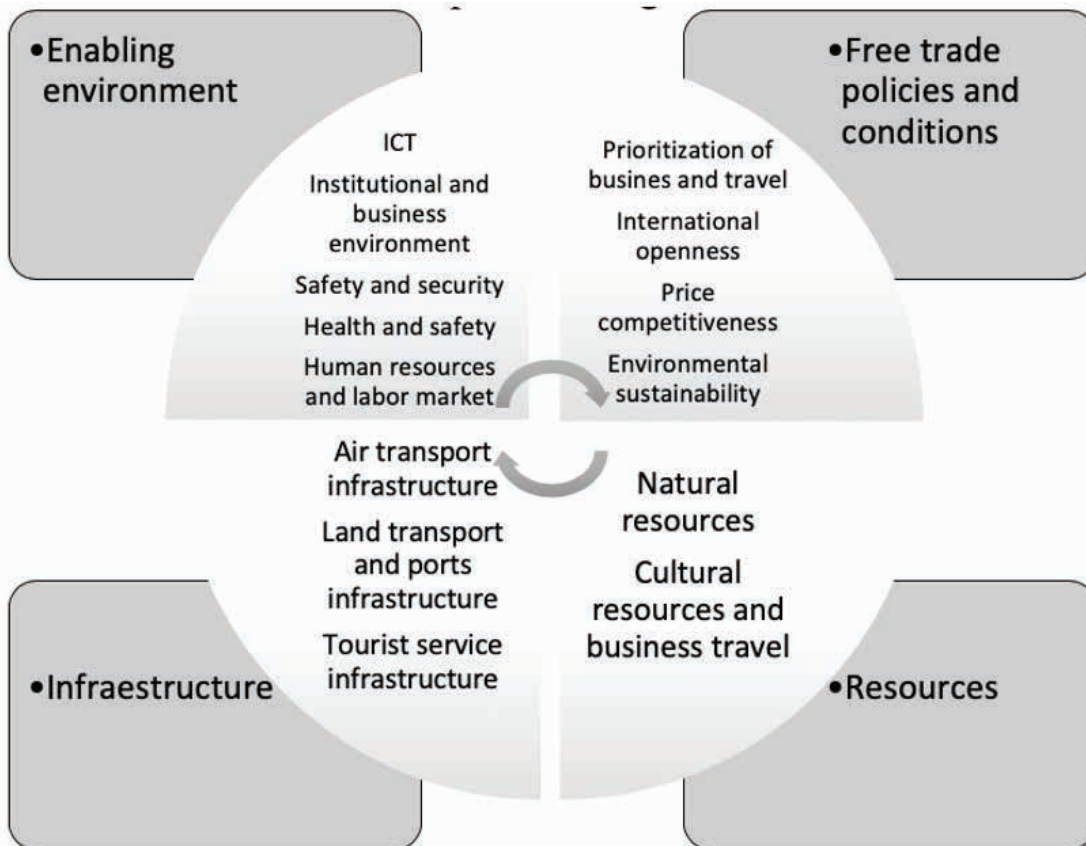 •Enabling
environment
•Free trade
policies and
conditions
ICT
Institutional and
business
environment
Safety and security
Health and safety
Human resources
and labor market
Prioritization of
busines and travel
International
openness
Price
competitiveness
Environmental
sustainability
Air transport
infrastructure
Land transport
and ports
infrastructure
Tourist service
infrastructure
Natural
resources
Cultural
resources and
business travel
•Infraestructure
•Resources